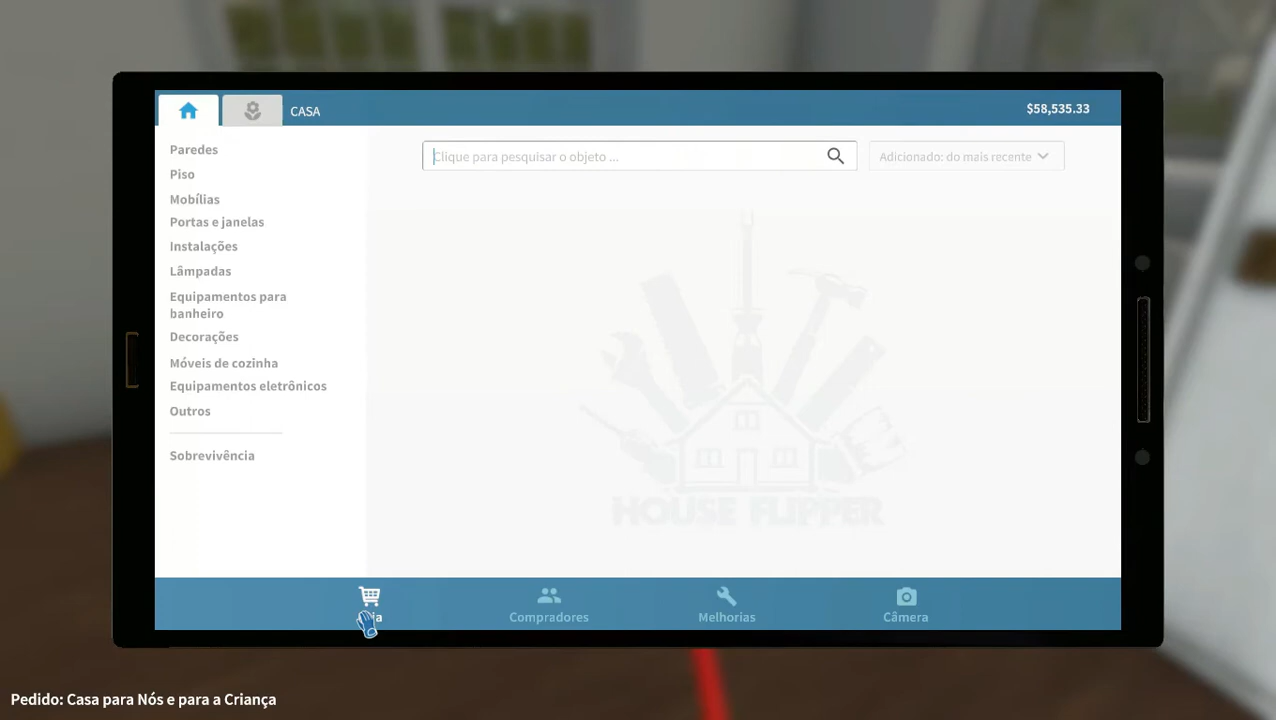 CASA
$58,535.33
Paredes
Clique para pesquisar o objeto ...
Adicionado: do mais recente
Piso
Mobílias
Portas e janelas
Instalações
Lâmpadas
Equipamentos para
banheiro
Decorações
Móveis de cozinha
Equipamentos eletrônicos
Outros
Sobrevivência
HOUSE FLIPPER
Compradores
Melhorias
Câmera
Pedido: Casa para Nós e para a Criança